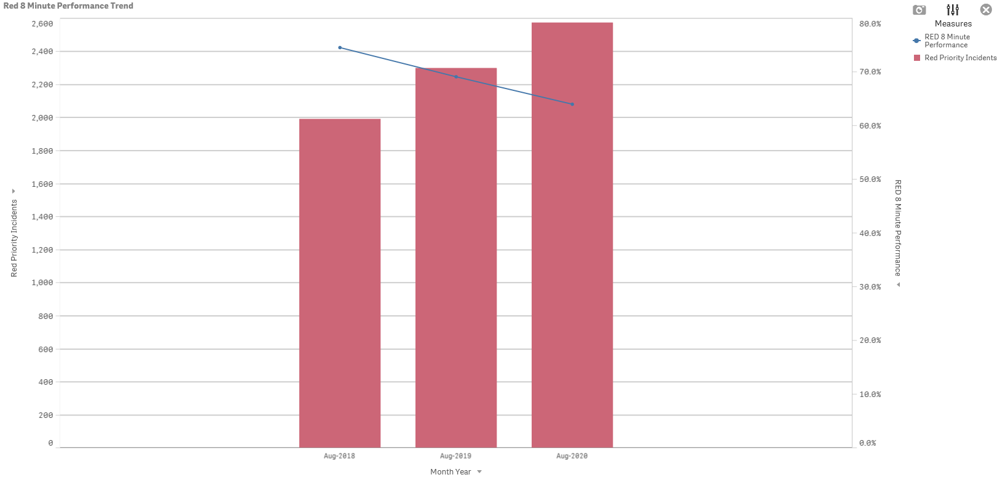 Red 8 Minute Performance Trend
Measures
RED 8 Minute
Performance
Red Priority Incidents
Red Priority Incidents
2,600
2,400
2,200
2,000
1,800
1,600
1,400
1,200
1,000
800
600
400
200
0
80.0%
70.0%
60.0%
50.0%
40.0%
30.0%
20.0%
10.0%
0.0%
RED 8 Minute Performance
Aug-2018
Aug-2019
Aug-2020
Month Year